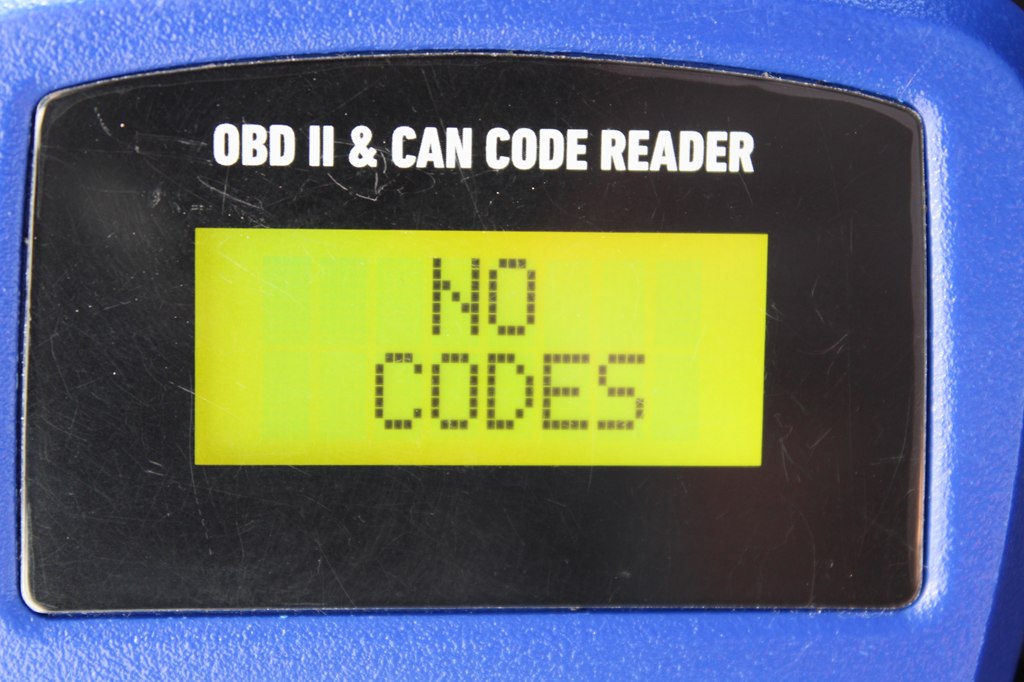 OBD II & CAN CODE READER
NO
CODES